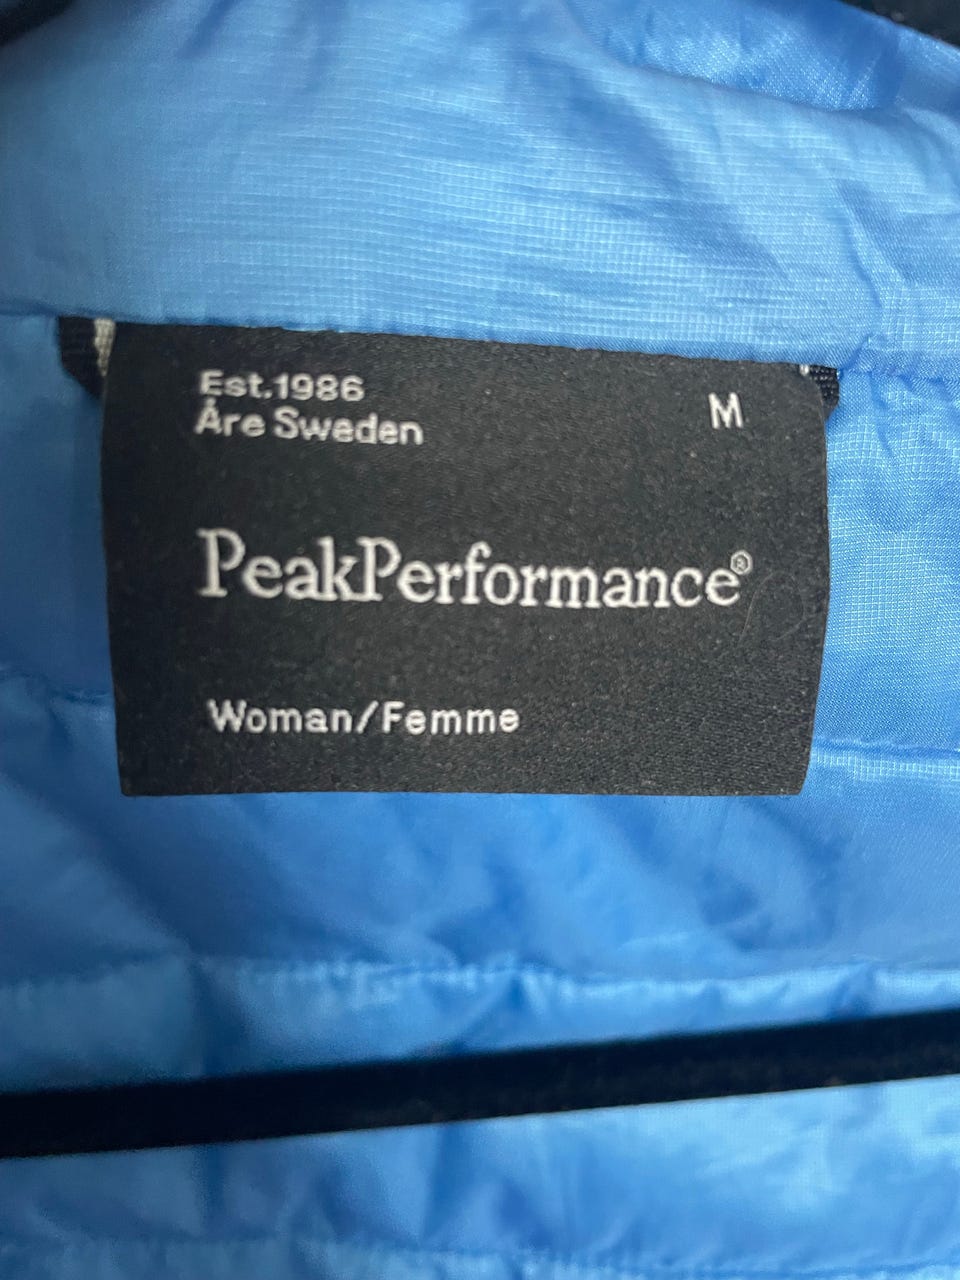 Est.1986
Åre Sweden
M
PeakPerformance®
Woman/Femme